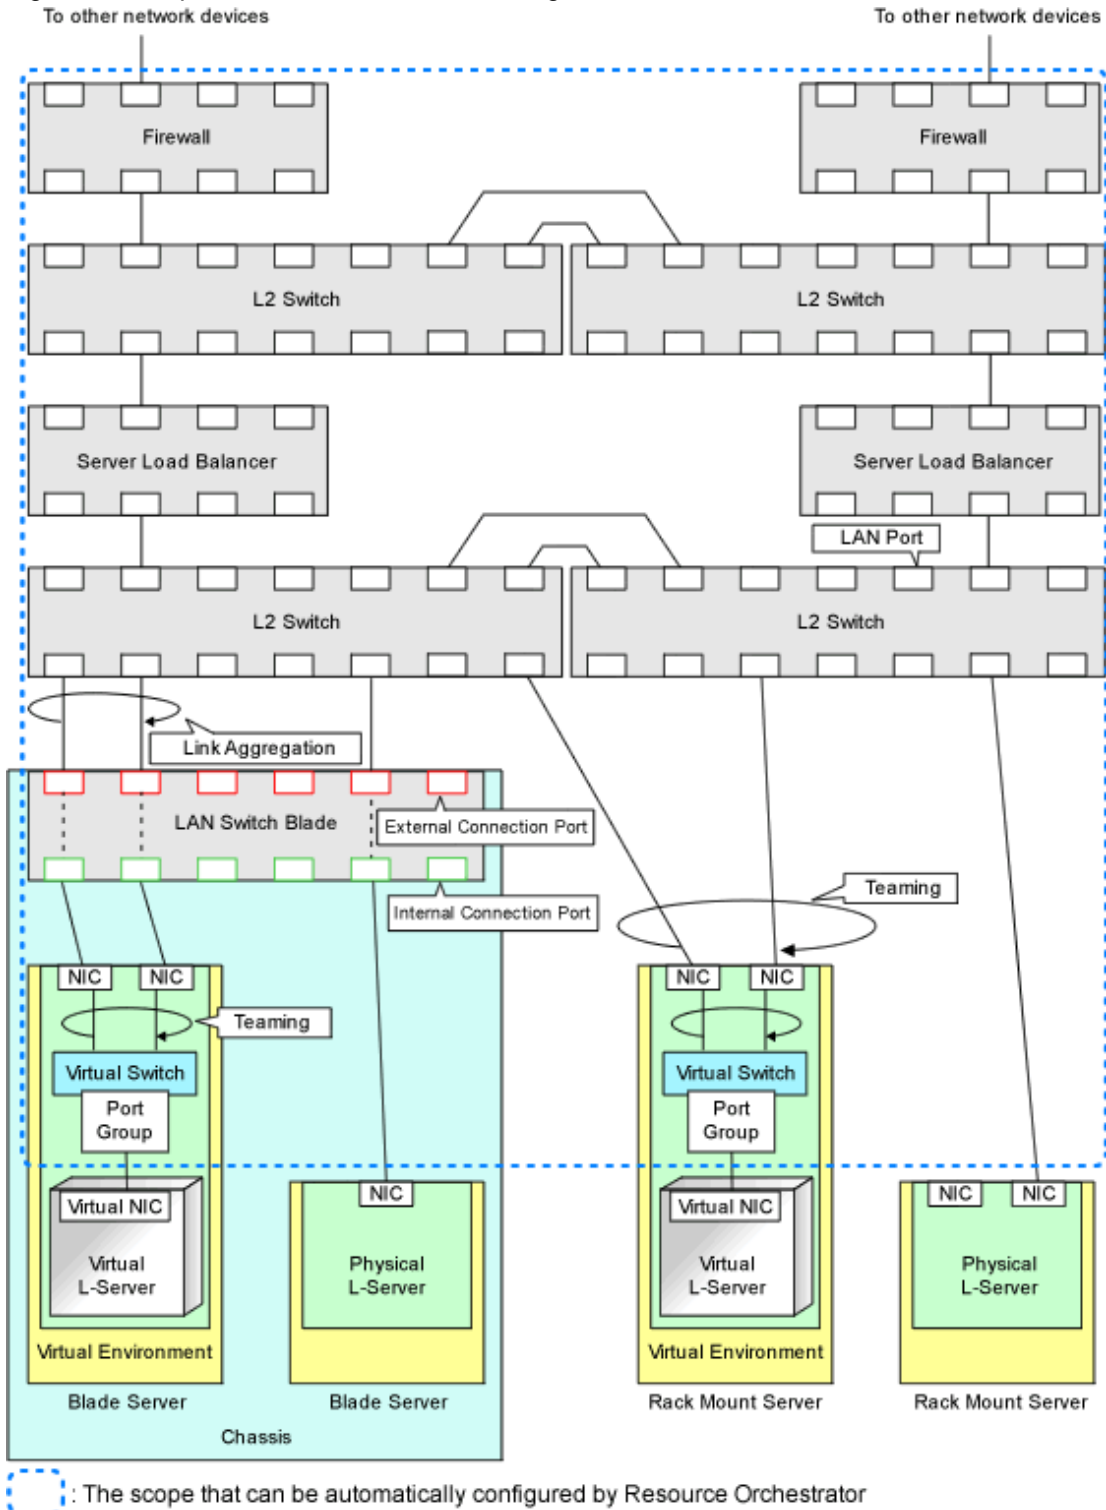 To other network devices
To other network devices
Firewall
Firewall
L2 Switch
L2 Switch
Server Load Balancer
Server Load Balancer
LAN Port
L2 Switch
L2 Switch
Link Aggregation
LAN Switch Blade
External Connection Port
Internal Connection Port
Teaming
NIC
NIC
NIC
NIC
Teaming
Virtual Switch
Virtual Switch
Port
Group
Port
Group
NIC
NIC
NIC
Virtual NIC
Virtual NIC
Virtual
L-Server
Physical
L-Server
Virtual
L-Server
Physical
L-Server
Virtual Environment
Virtual Environment
Blade Server
Blade Server
Rack Mount Server
Rack Mount Server
Chassis
: The scope that can be automatically configured by Resource Orchestrator